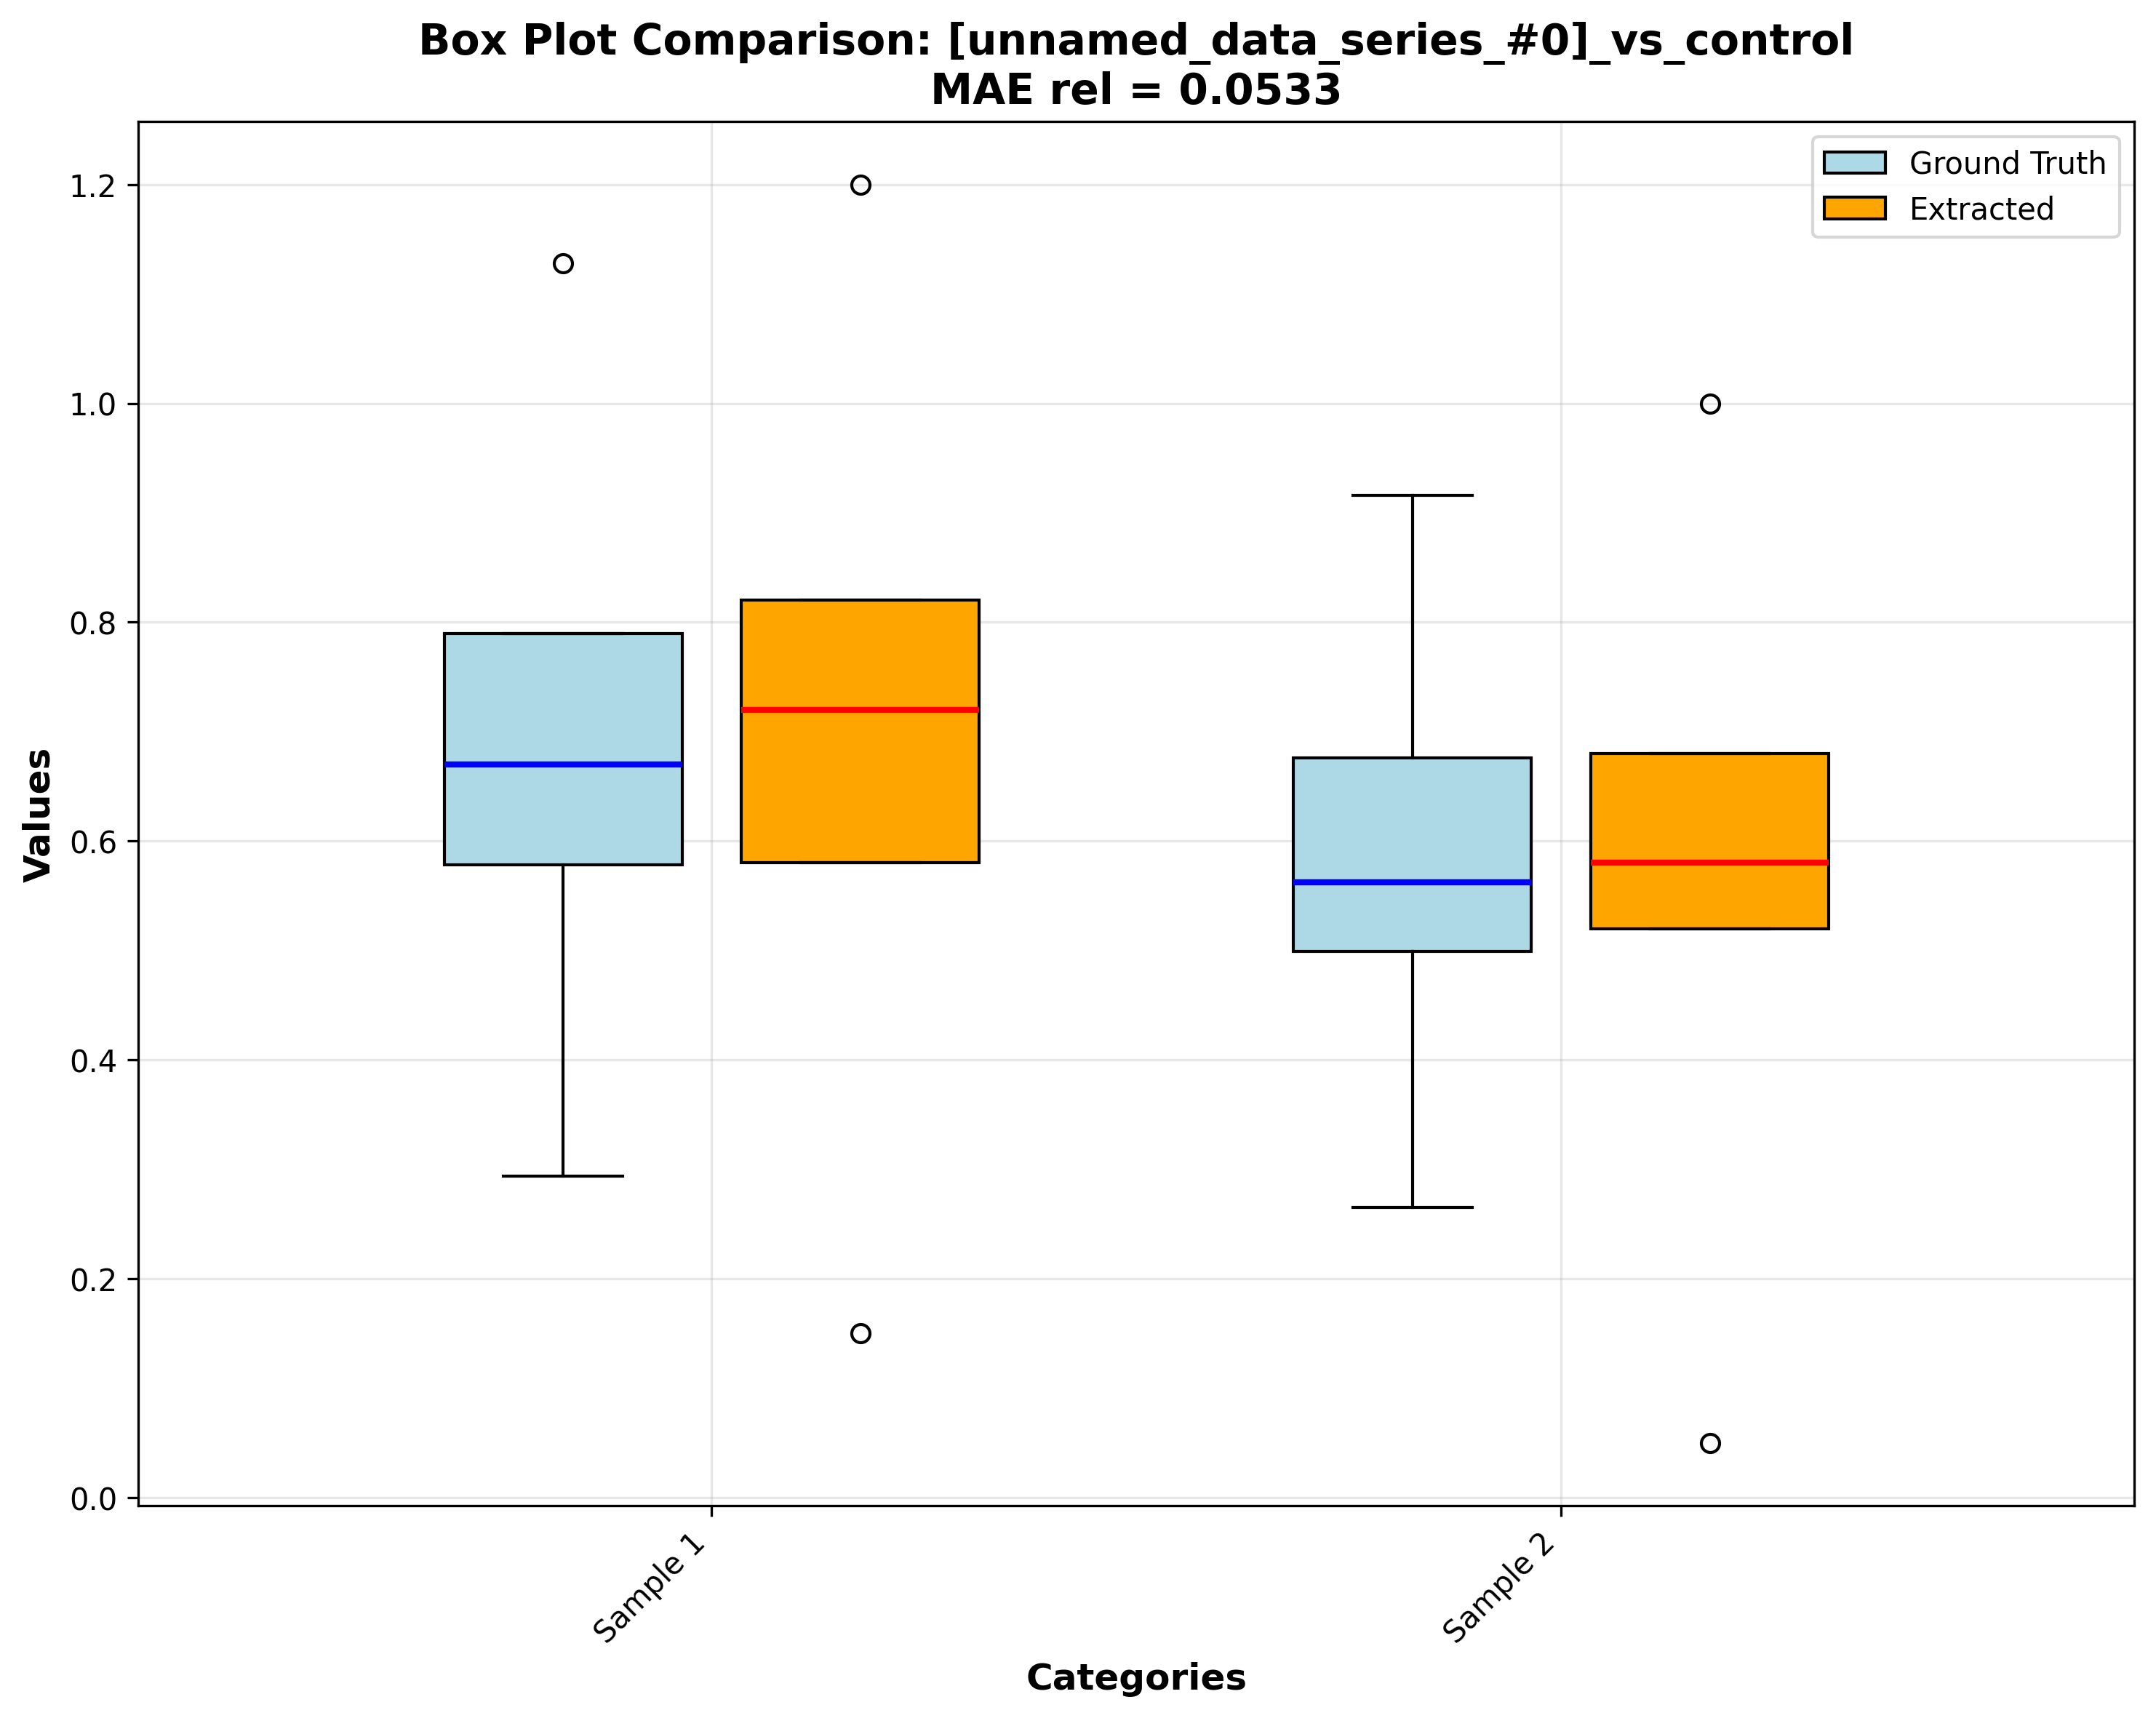 Box Plot Comparison: [unnamed_data_series_#0]_vs_control
MAE rel = 0.0533
Ground Truth
Extracted
1.2
1.0
0.8
0.6
0.4
0.2
0.0
Values
Sample 1
Sample 2
Categories